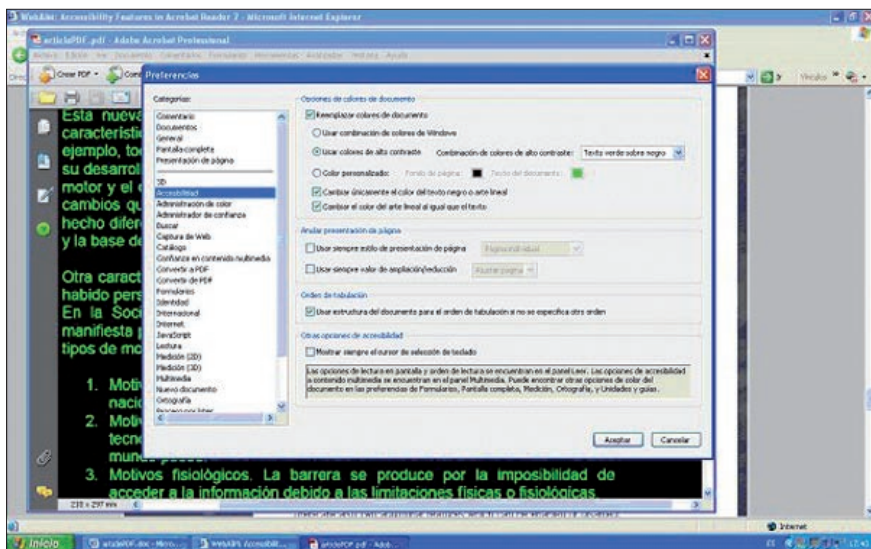 WebAIM: Accessibility Features in Acrobat Reader 7 - Microsoft Internet Explorer
articlePDF.pdf - Adobe Acrobat Professional
Crear PDF
Preferencias
Categorías:
Comentario
Documentos
General
Pantalla completa
Presentación de página
3D
Accesibilidad
Administración de color
Administrador de confianza
Buscar
Captura de Web
Catálogo
Confianza en contenido multimedia
Convertir a PDF
Convertir de PDF
Formularios
Identidad
Internacional
Internet
JavaScript
Lectura
Medición (2D)
Medición (3D)
Multimedia
Nuevo documento
Ortografía
Opciones de colores de documento
Reemplazar colores de documento
Usar combinación de colores de Windows
Usar colores de alto contraste Combinación de colores de alto contraste: Texto verde sobre negro
Color personalizado: Fondo de página: Texto del documento:
Cambiar únicamente el color del texto negro o arte lineal
Cambiar el color del arte lineal al igual que el texto
Anular presentación de página
Usar siempre estilo de presentación de página Página individual
Usar siempre valor de ampliación/reducción Ajustar página
Orden de tabulación
Usar estructura del documento para el orden de tabulación si no se especifica otro orden
Otras opciones de accesibilidad
Mostrar siempre el cursor de selección de teclado
Las opciones de lectura en pantalla y orden de lectura se encuentran en el panel Leer. Las opciones de accesibilidad
a contenido multimedia se encuentran en el panel Multimedia. Puede encontrar otras opciones de color del
documento en las preferencias de Formularios, Pantalla completa, Medición, Ortografía, y Unidades y guías.
Aceptar Cancelar
Esta nueva
característi
ejemplo, to
su desarrol
motor y el
cambios qu
hecho difer
y la base de
Otra caract
habido pers
En la Soci
manifiesta p
tipos de mo
1. Motiv
nacio
2. Motiv
tecno
mun
3. Motivos fisiológicos. La barrera se produce por la imposibilidad de
acceder a la información debido a las limitaciones físicas o fisiológicas.
210 x 297 mm
Vínculos
Internet
Inicio
ES